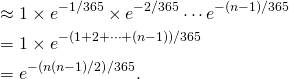 ≈ 1 × e^{−1/365} × e^{−2/365} ⋯ e^{−(n−1)/365}
= 1 × e^{−(1+2+⋯+(n−1))/365}
= e^{−(n(n−1)/2)/365}.